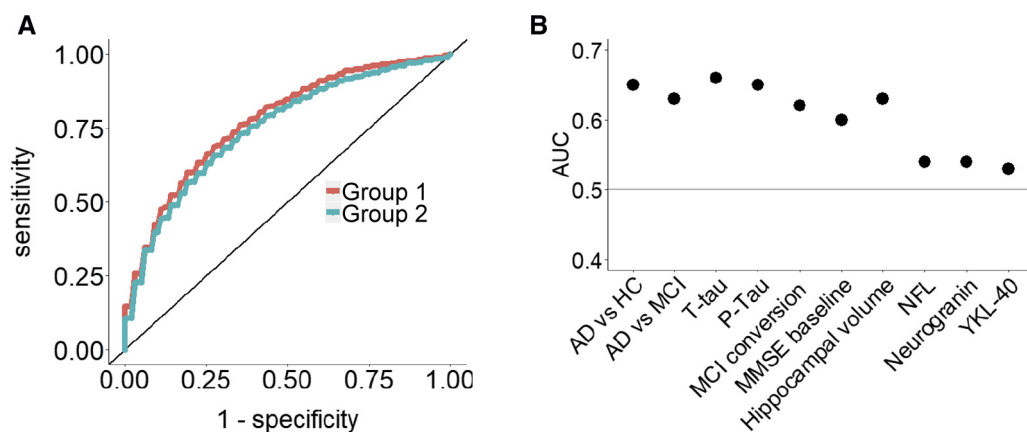 A
1.00
0.75
0.50
0.25
0.00
sensitivity
Group 1
Group 2
0.00 0.25 0.50 0.75 1.00
1 - specificity
B
0.7
0.6
0.5
0.4
AUC
AD vs HC
AD vs MCI
T-tau
P-Tau
MCI conversion
MMSE baseline
Hippocampal volume
NFL
Neurogranin
YKL-40